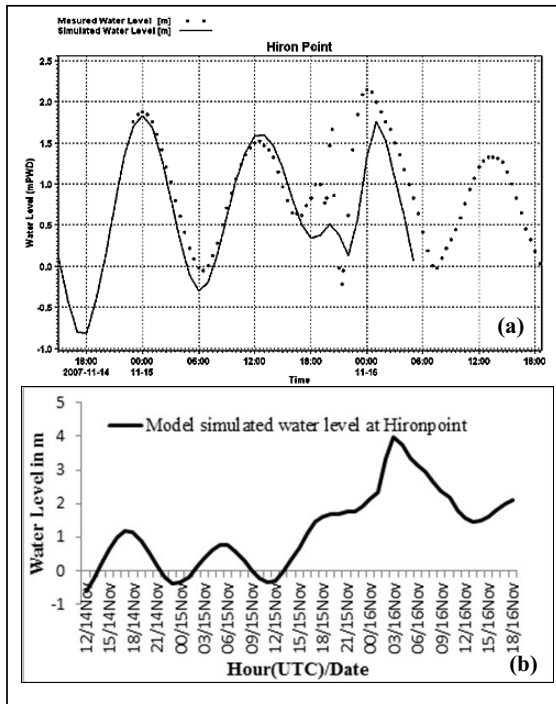 Mesured Water Level [m]
Simulated Water Level [m]
Hiron Point
Water Level (mPWD)
2.5
2.0
1.5
1.0
0.5
0.0
-0.5
-1.0
18:00 00:00 06:00 12:00 18:00 00:00 06:00 12:00 18:00
2007-11-14 11-15 11-16
Time
(a)
Model simulated water level at Hironpoint
Water Level in m
5
4
3
2
1
0
-1
12/14Nov
15/14Nov
18/14Nov
21/14Nov
00/15Nov
03/15Nov
06/15Nov
09/15Nov
12/15Nov
15/15Nov
18/15Nov
21/15Nov
00/16Nov
03/16Nov
06/16Nov
09/16Nov
12/16Nov
15/16Nov
18/16Nov
Hour(UTC)/Date
(b)